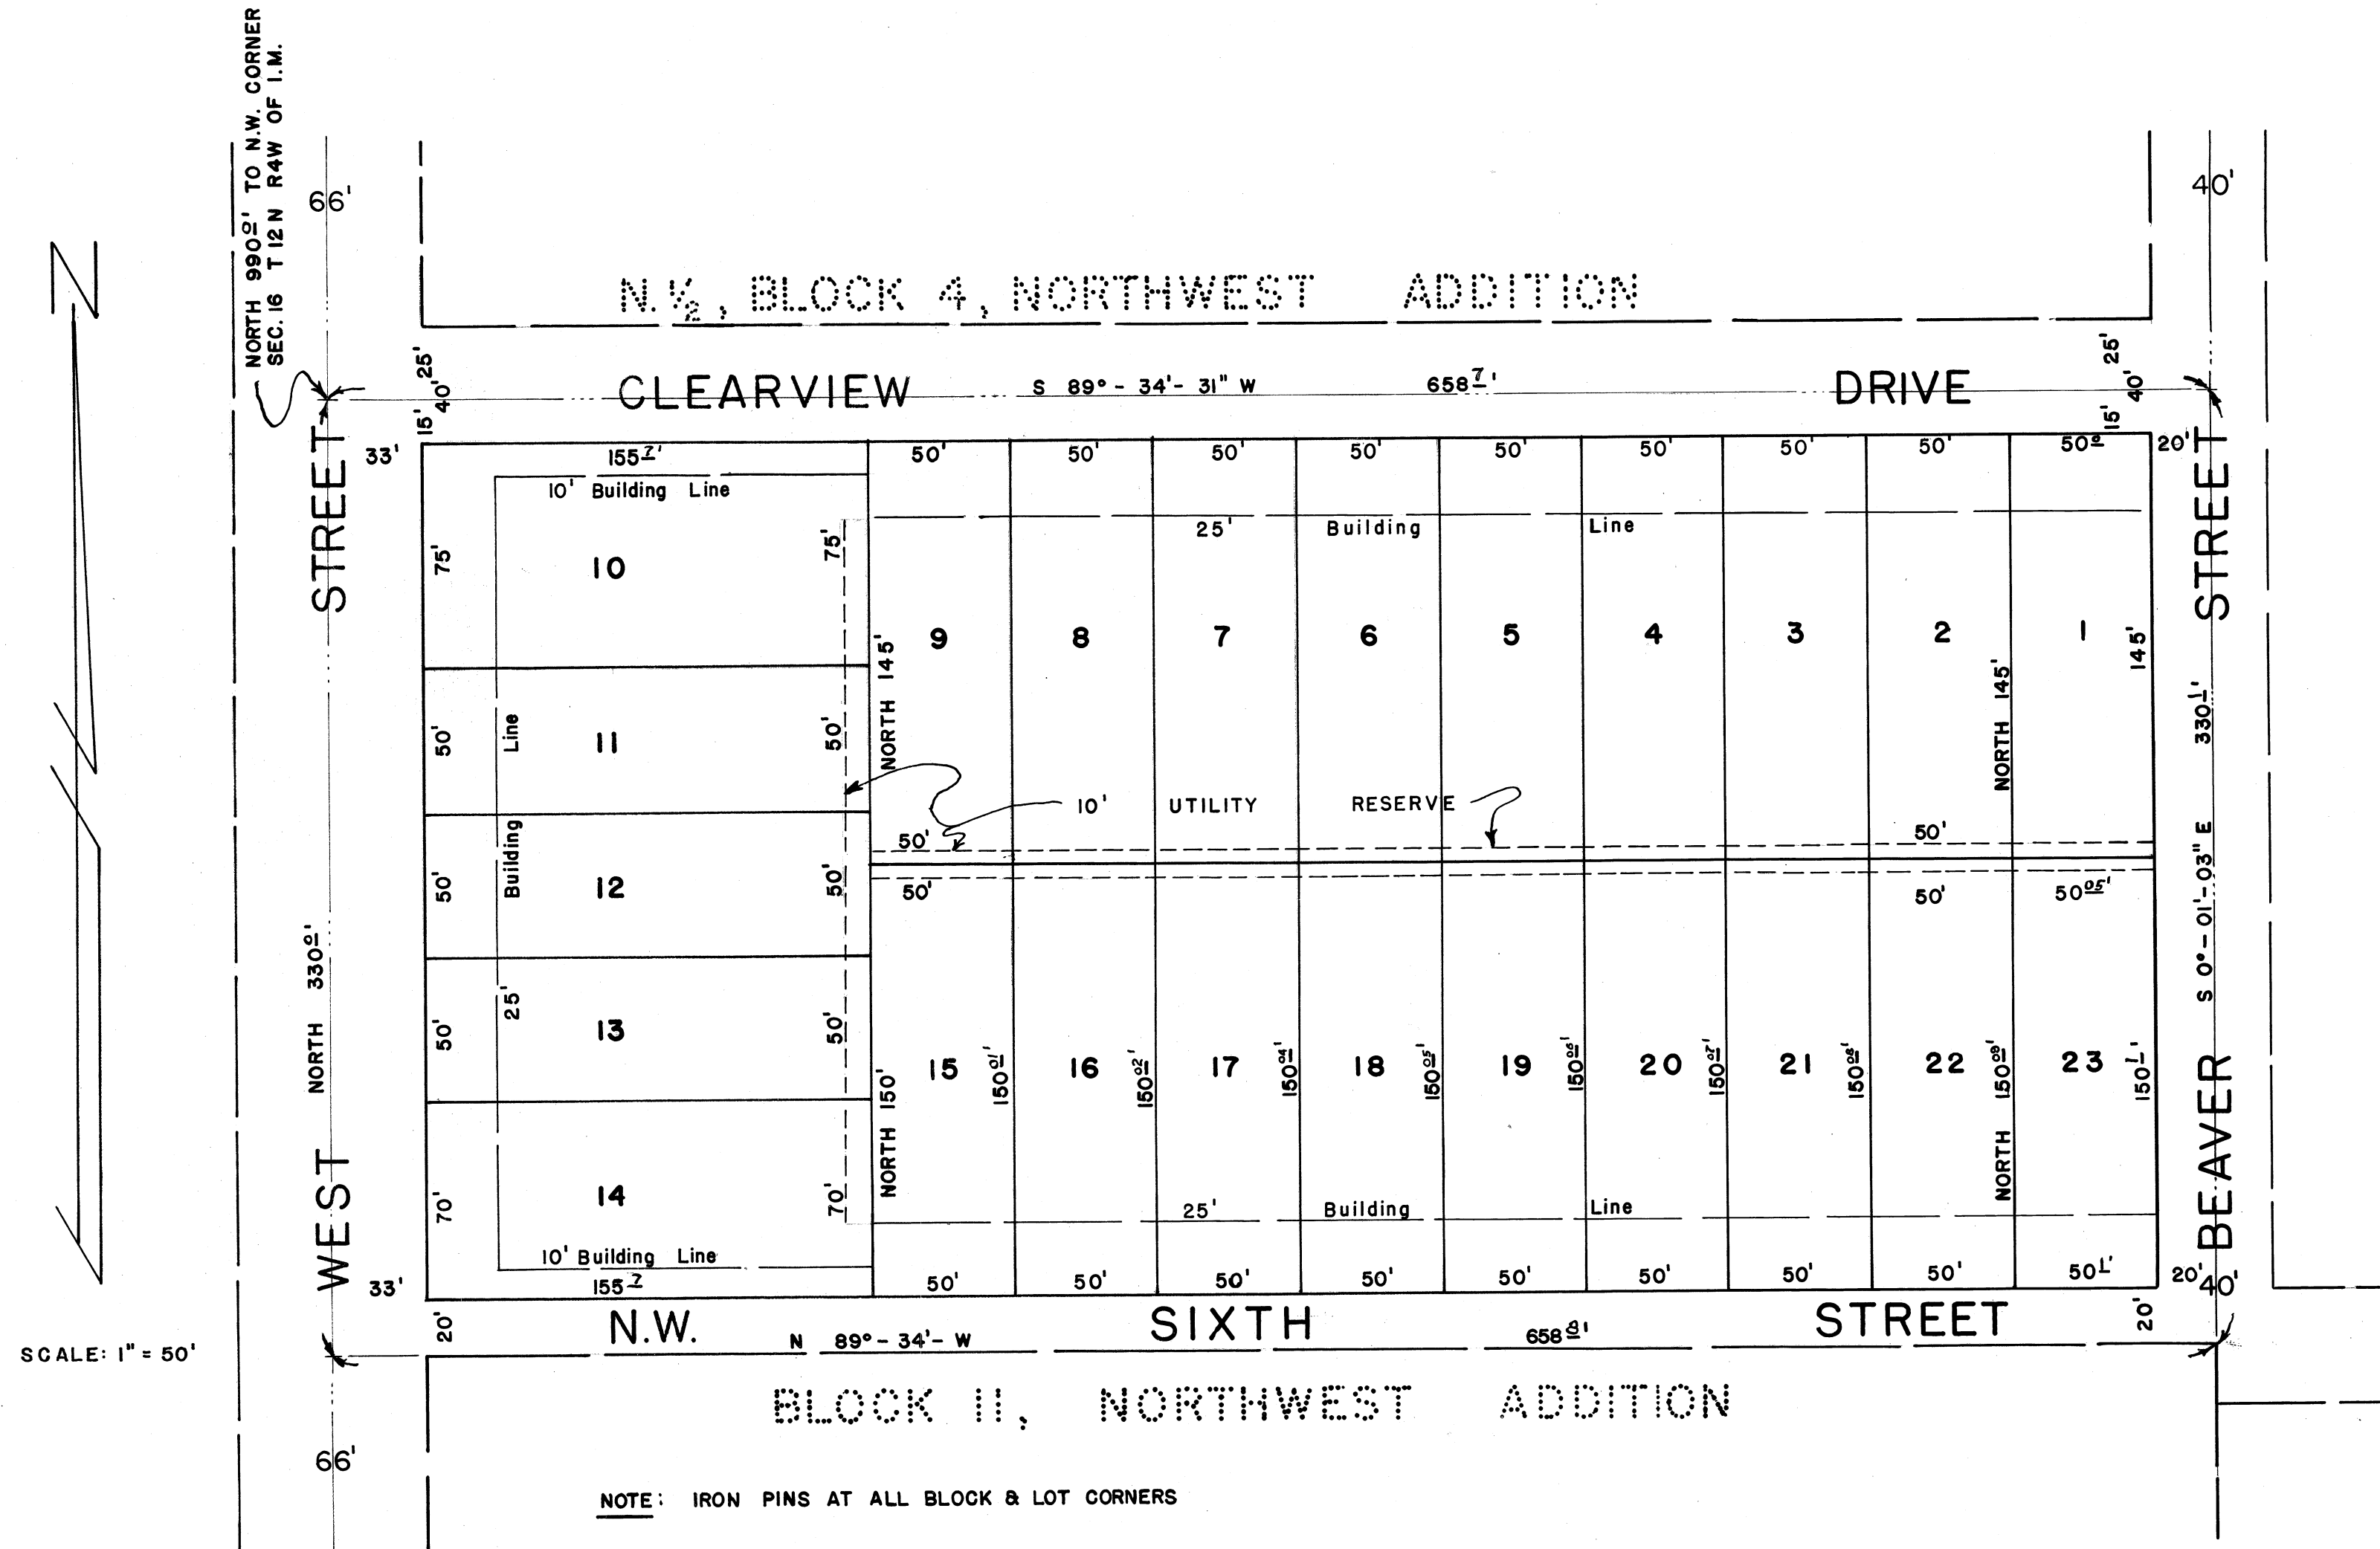 NORTH 990.0' TO N.W. CORNER
SEC. 16 T 12 N R4W OF I.M.
66'
40'
N
N. ½, BLOCK 4, NORTHWEST ADDITION
25'
40'
15'
CLEARVIEW S 89° - 34' - 31" W 658.7' DRIVE
25'
40'
15'
33'
155.7'
50' 50' 50' 50' 50' 50' 50' 50' 50.0
20'
10' Building Line
25' Building Line
STREET
STREET
75'
10
75'
9 8 7 6 5 4 3 2 1
NORTH 145'
NORTH 145'
145'
50'
Line
11
50'
10' UTILITY RESERVE
50'
50'
50'
Building
12
50'
50'
50'
50.05'
S 0° - 01' - 03" E 330.1'
NORTH 330.0'
50'
25'
13
50'
NORTH 150'
15
150.01'
16
150.02'
17
150.04'
18
150.05'
19
150.06'
20
150.07'
21
150.08'
22
NORTH 150.09'
23
150.1'
70'
14
70'
25' Building Line
WEST
BEAVER
10' Building Line
33'
155.7
50' 50' 50' 50' 50' 50' 50' 50' 50.1'
20'
40'
20'
N.W. SIXTH STREET
20'
N 89° - 34' - W 658.8'
SCALE: 1" = 50'
BLOCK 11, NORTHWEST ADDITION
66'
NOTE: IRON PINS AT ALL BLOCK & LOT CORNERS